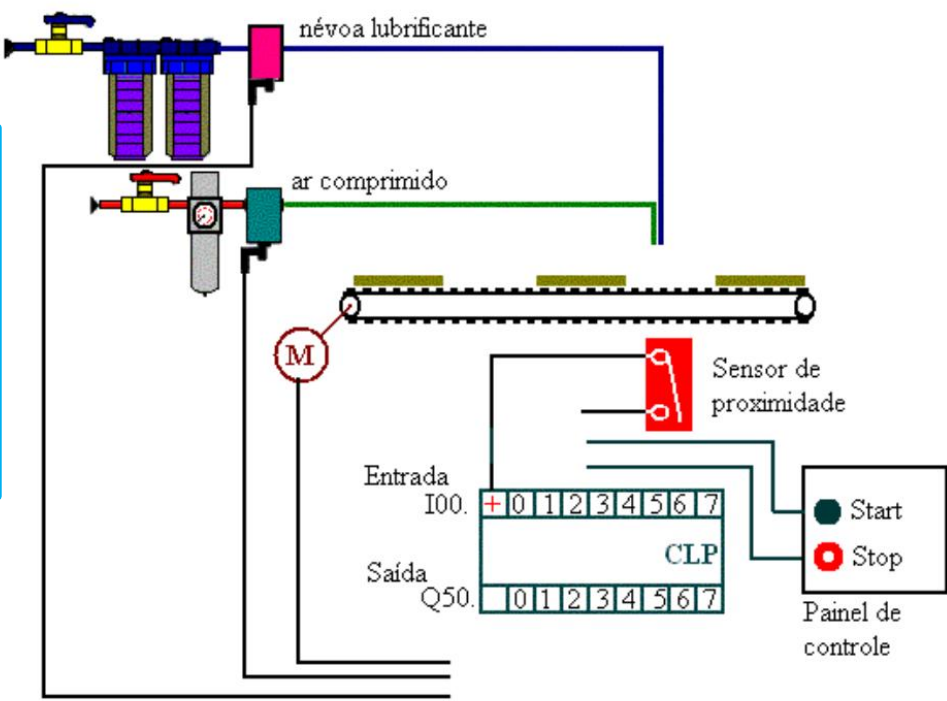 névoa lubrificante
ar comprimido
M
Sensor de
proximidade
Entrada
I00. + 0 1 2 3 4 5 6 7
CLP
Saída
Q50. 0 1 2 3 4 5 6 7
Start
Stop
Painel de
controle